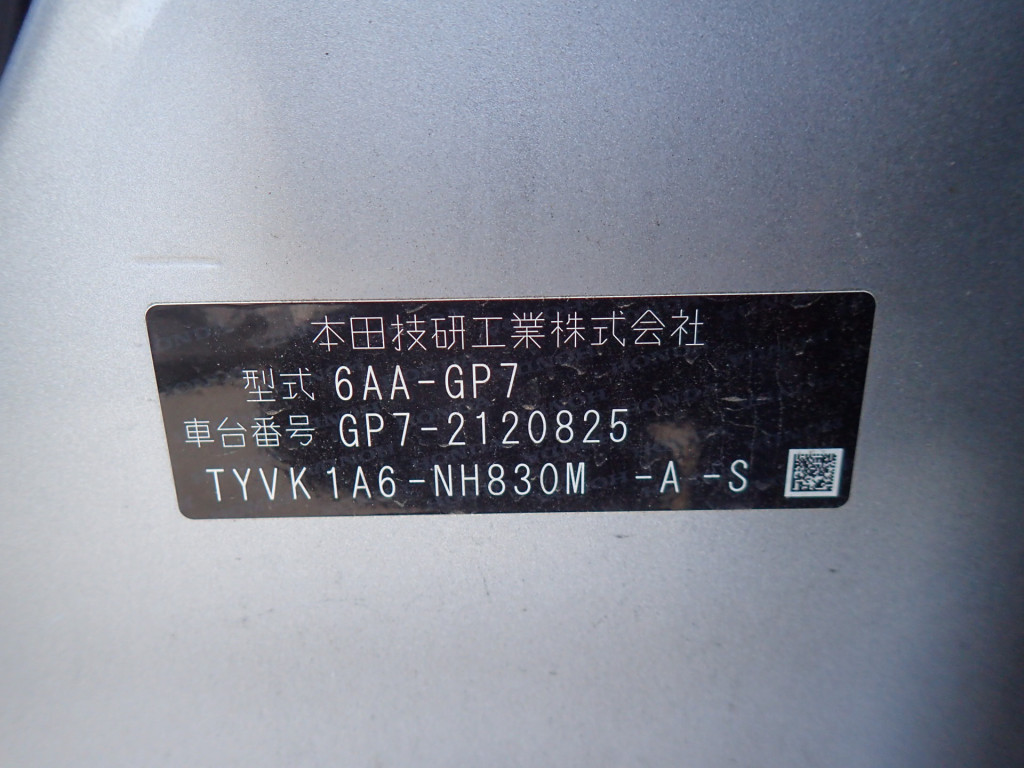 本田技研工業株式会社
型式 6AA-GP7
車台番号 GP7-2120825
TYVK1A6-NH830M -A -S